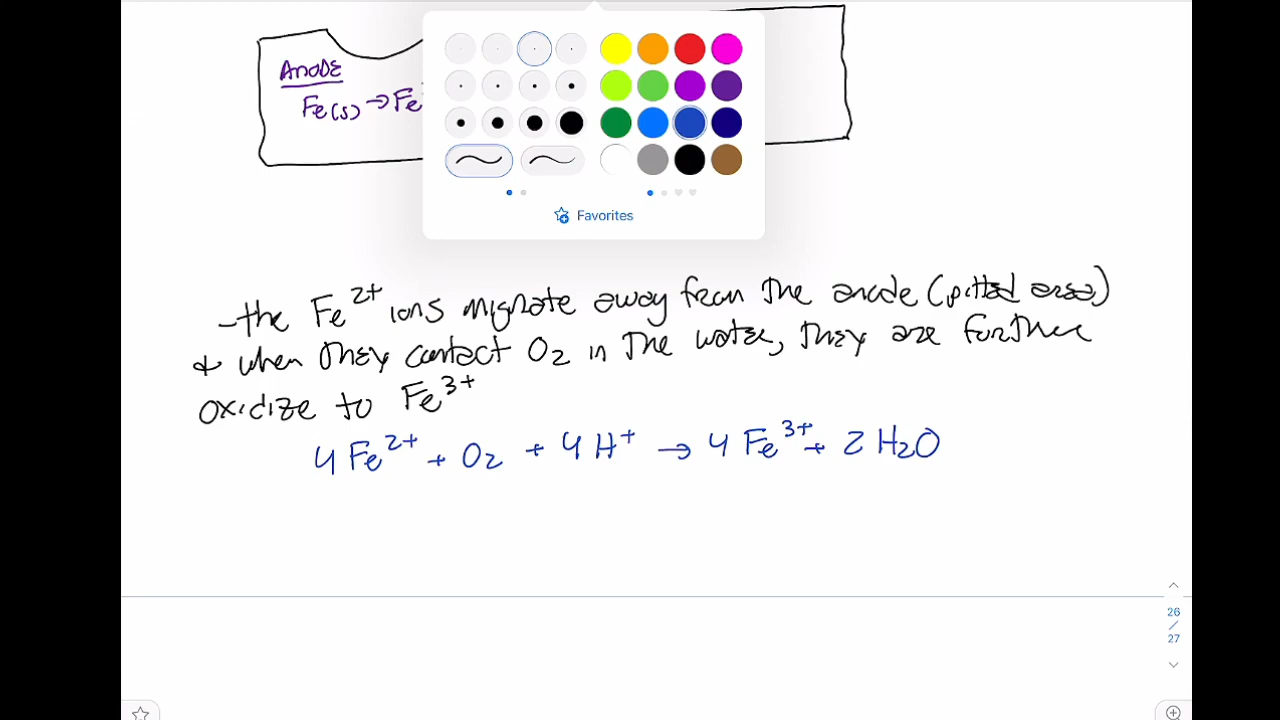 ANODE
Fe(s) → Fe
Favorites
- the Fe²⁺ ions migrate away from the anode (pitted area)
& when they contact O₂ in the water, they are further
oxidize to Fe³⁺
4 Fe²⁺ + O₂ + 4 H⁺ → 4 Fe³⁺ + 2 H₂O
26
/
27